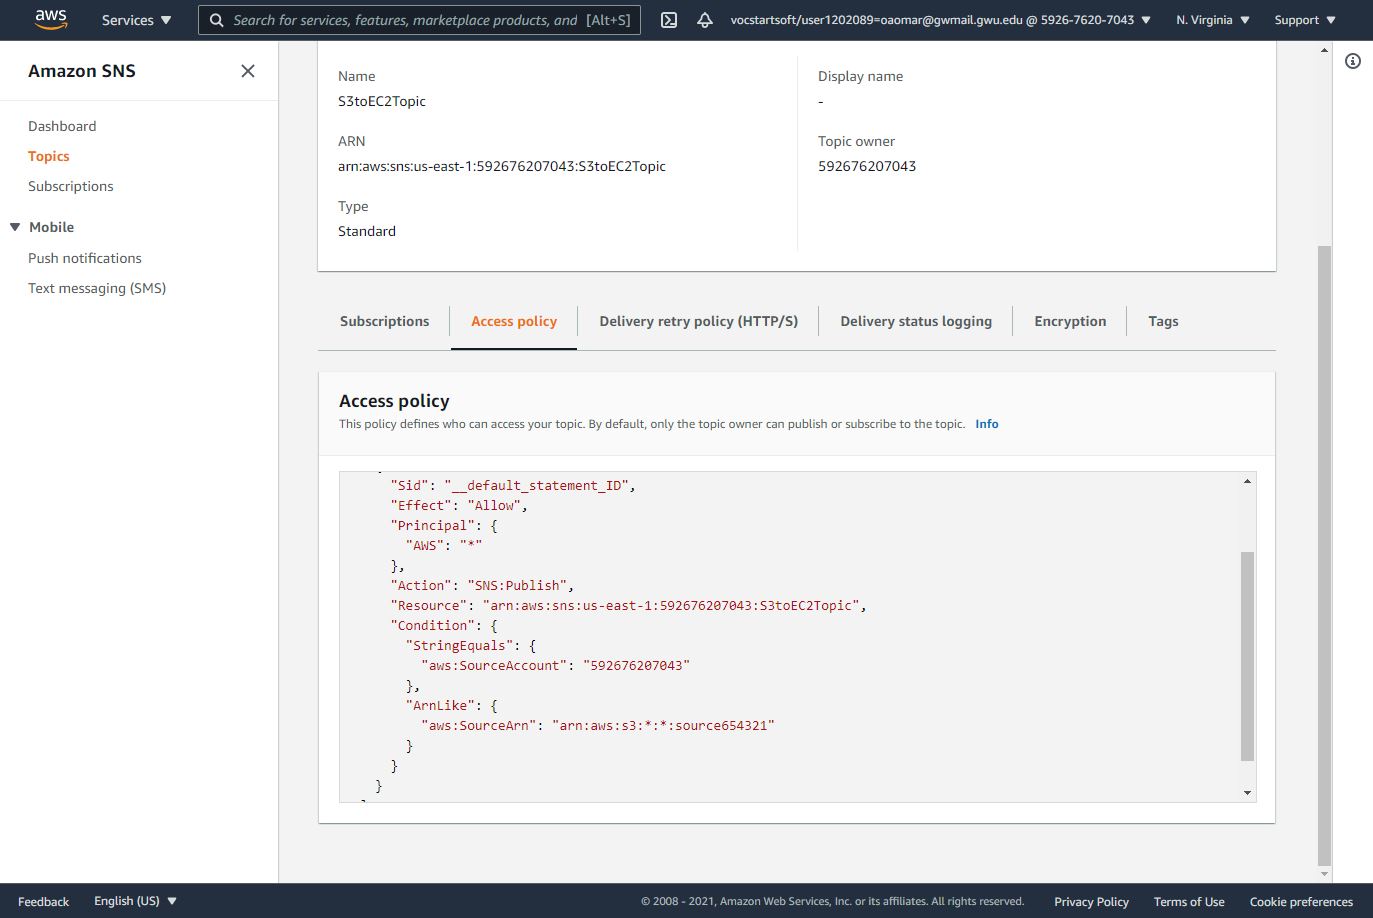 aws
Services
Search for services, features, marketplace products, and [Alt+S]
vocstartsoft/user1202089=oaomar@gwmail.gwu.edu @ 5926-7620-7043
N. Virginia
Support
Amazon SNS
Dashboard
Topics
Subscriptions
Mobile
Push notifications
Text messaging (SMS)
Name
S3toEC2Topic
Display name
-
ARN
arn:aws:sns:us-east-1:592676207043:S3toEC2Topic
Topic owner
592676207043
Type
Standard
Subscriptions
Access policy
Delivery retry policy (HTTP/S)
Delivery status logging
Encryption
Tags
Access policy
This policy defines who can access your topic. By default, only the topic owner can publish or subscribe to the topic. Info
"Sid": "__default_statement_ID",
"Effect": "Allow",
"Principal": {
"AWS": "*"
},
"Action": "SNS:Publish",
"Resource": "arn:aws:sns:us-east-1:592676207043:S3toEC2Topic",
"Condition": {
"StringEquals": {
"aws:SourceAccount": "592676207043"
},
"ArnLike": {
"aws:SourceArn": "arn:aws:s3:*:*:source654321"
}
}
}
Feedback
English (US)
© 2008 - 2021, Amazon Web Services, Inc. or its affiliates. All rights reserved.
Privacy Policy
Terms of Use
Cookie preferences